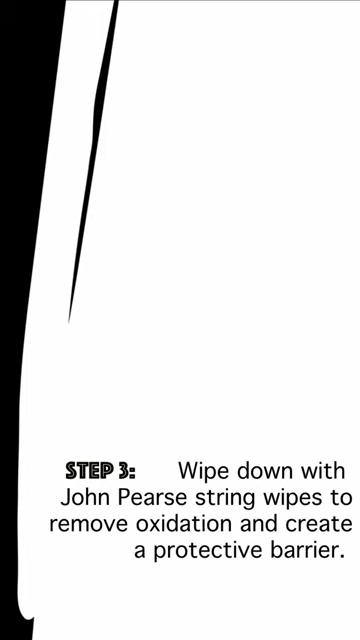 STEP 3: Wipe down with
John Pearse string wipes to
remove oxidation and create
a protective barrier.